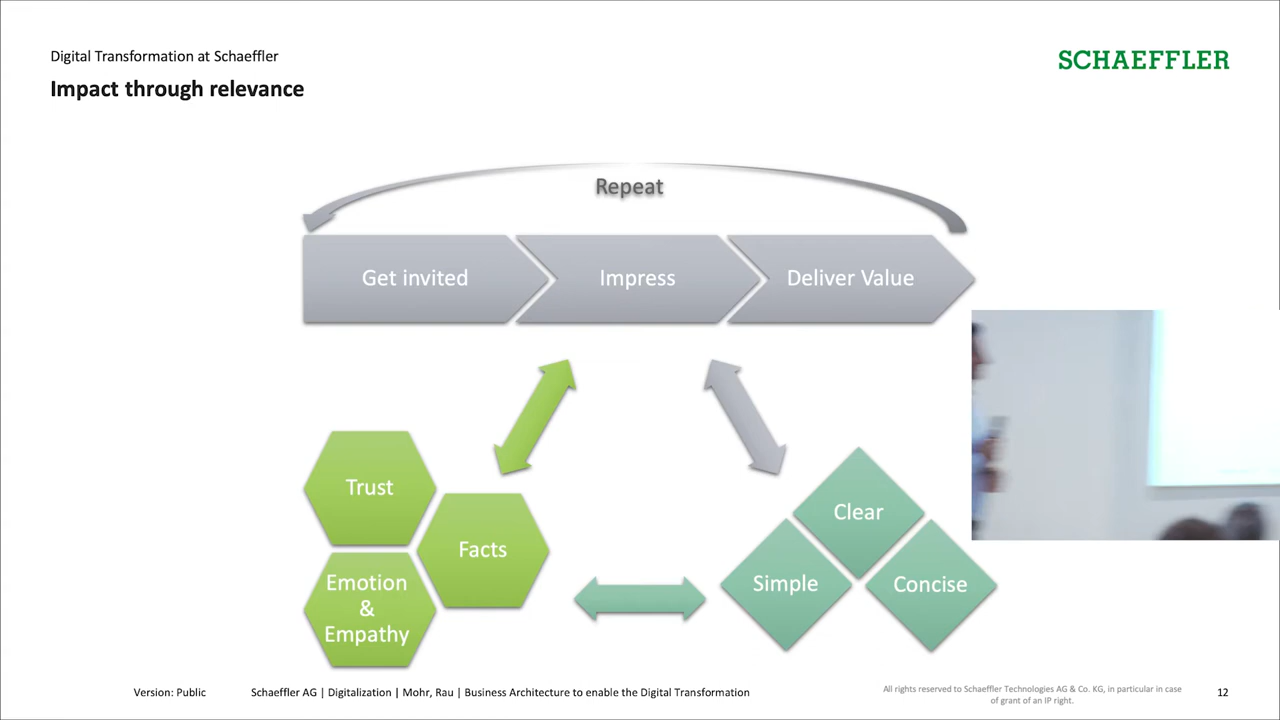 Digital Transformation at Schaeffler
SCHAEFFLER
Impact through relevance
Repeat
Get invited
Impress
Deliver Value
Trust
Facts
Emotion
&
Empathy
Clear
Simple
Concise
Version: Public
Schaeffler AG | Digitalization | Mohr, Rau | Business Architecture to enable the Digital Transformation
All rights reserved to Schaeffler Technologies AG & Co. KG, in particular in case
of grant of an IP right.
12